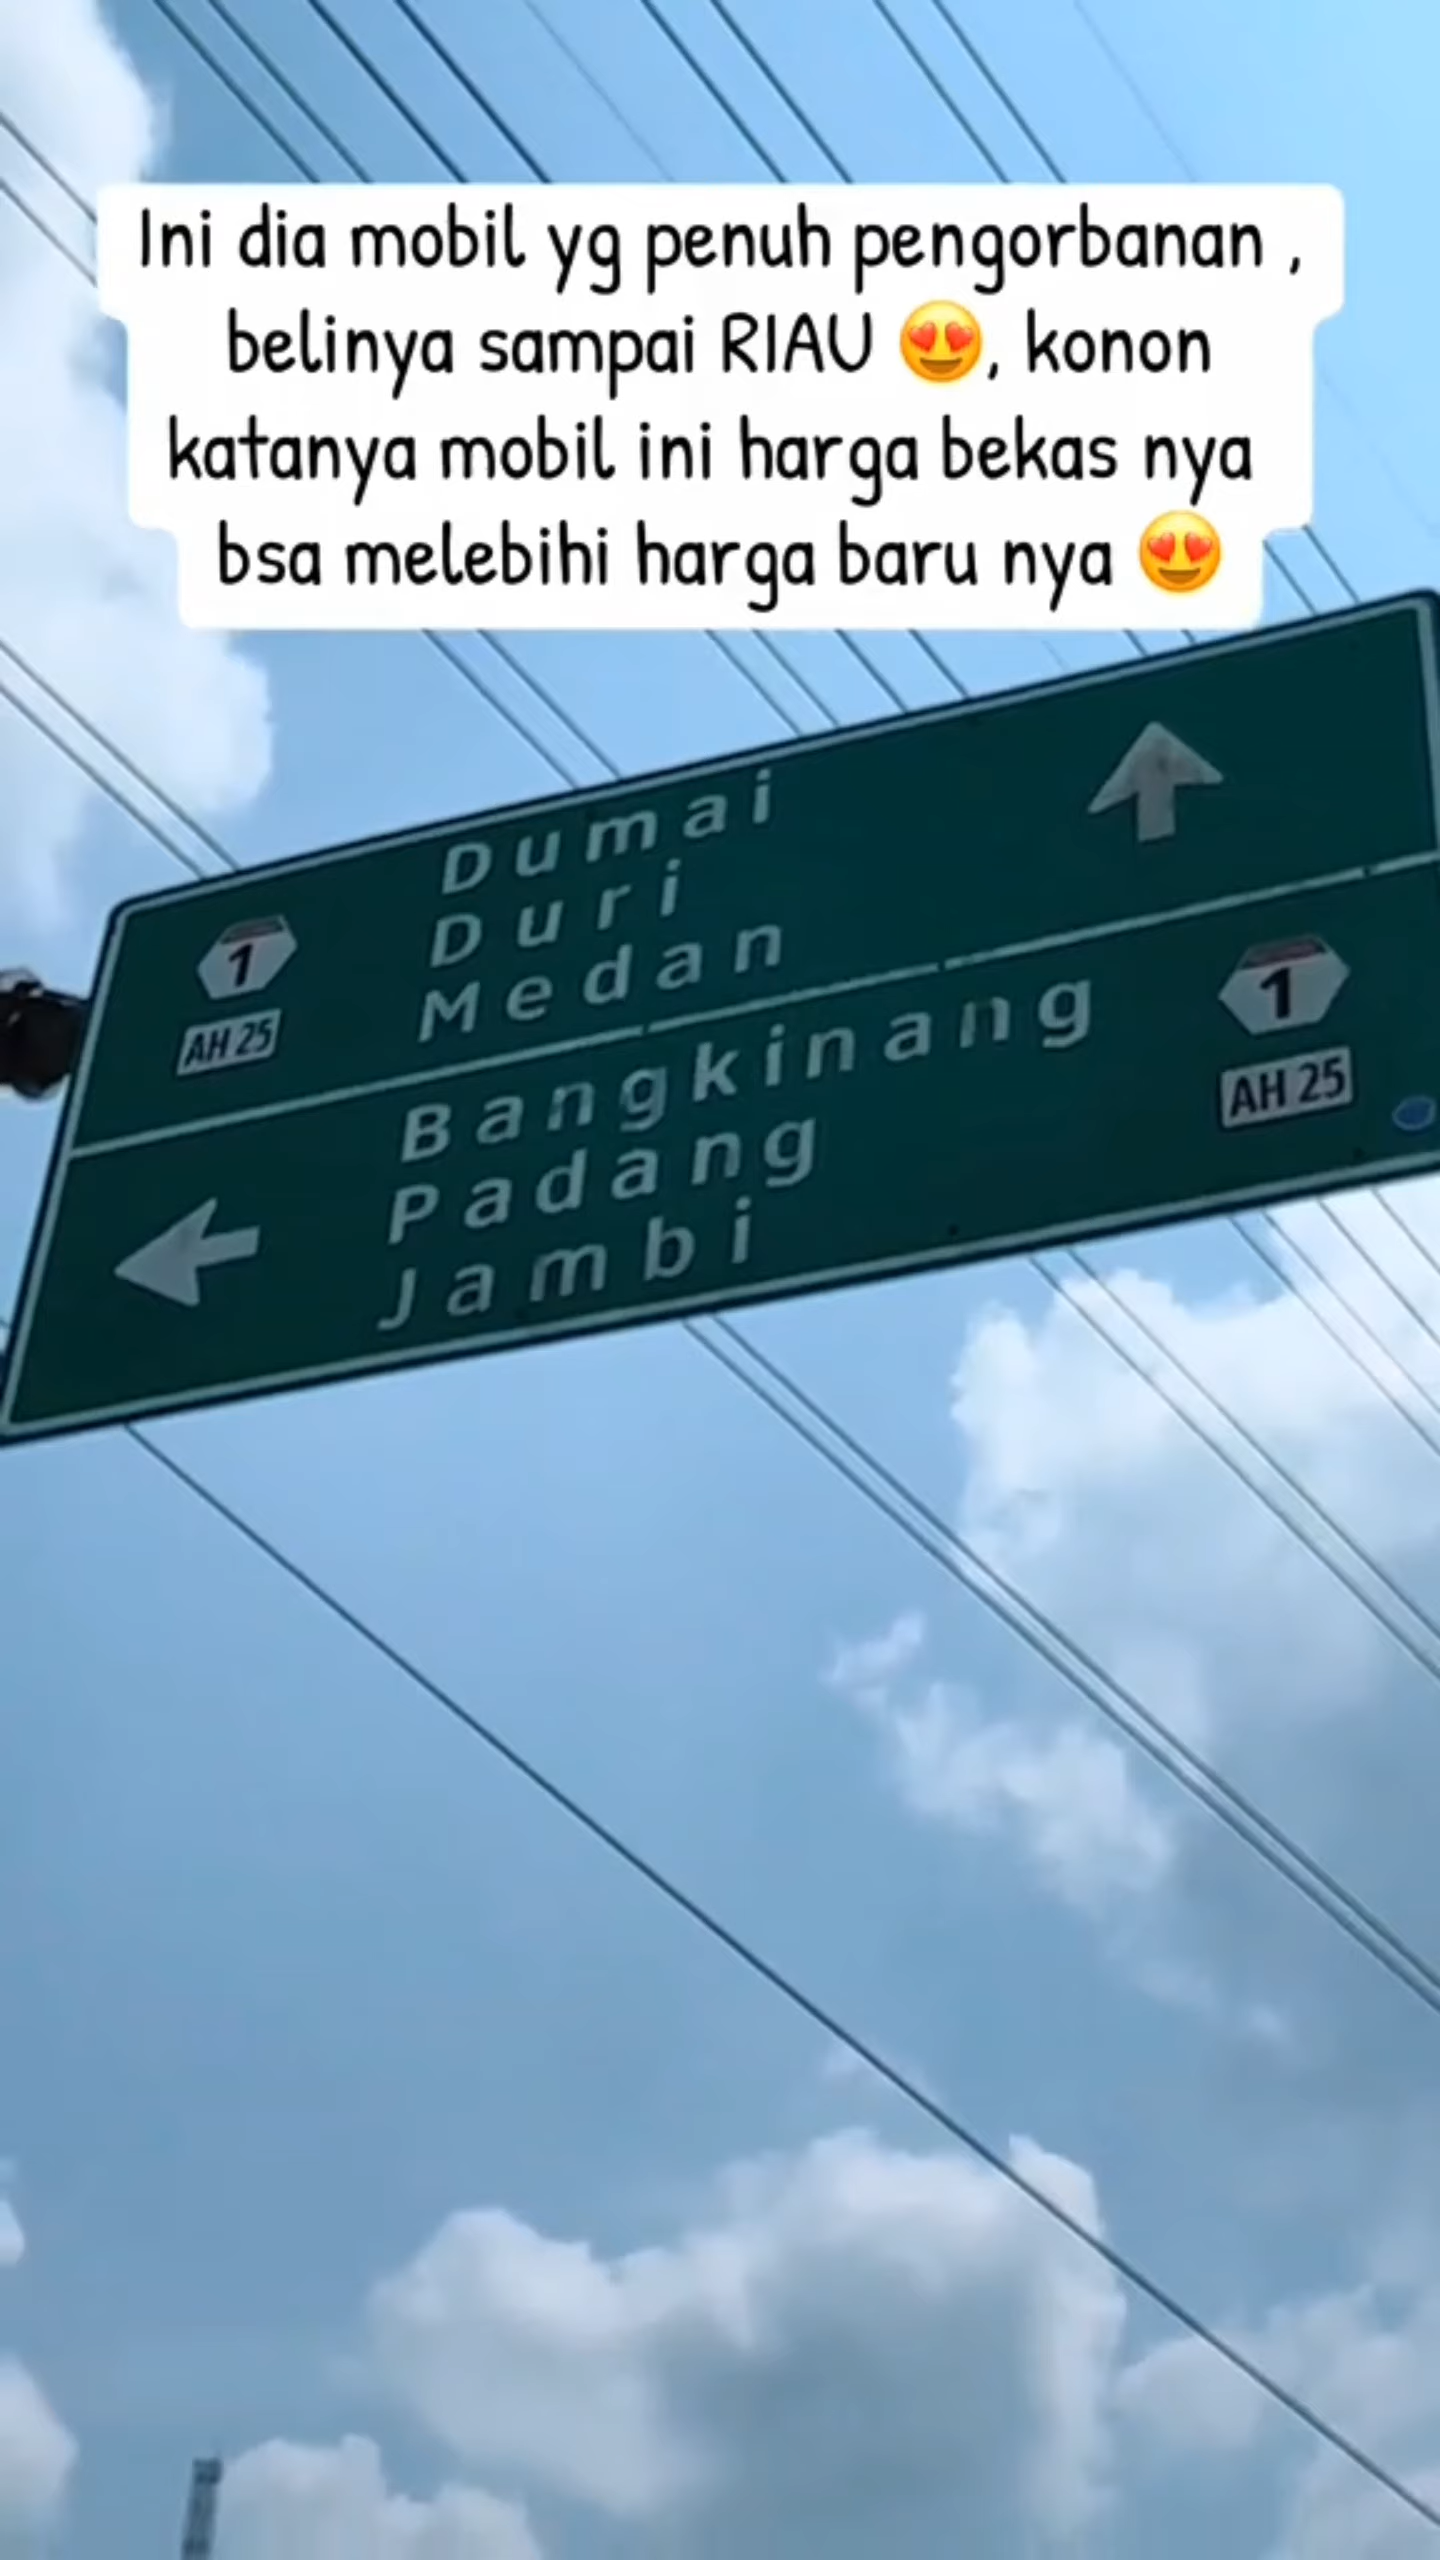 Ini dia mobil yg penuh pengorbanan ,
belinya sampai RIAU 😍, konon
katanya mobil ini harga bekas nya
bsa melebihi harga baru nya 😍
Dumai
Duri
Medan
1
AH 25
Bangkinang
Padang
Jambi
1
AH 25